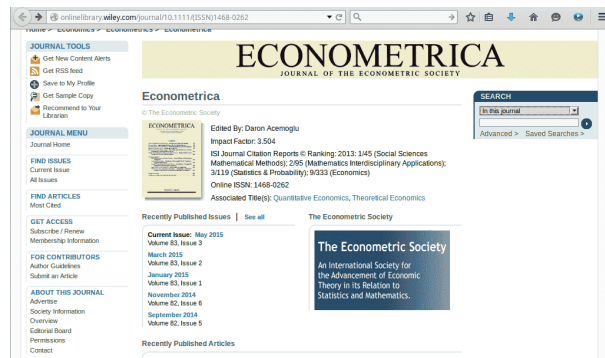 onlinelibrary.wiley.com/journal/10.1111/(ISSN)1468-0262
Home > Economics > Econometrics > Econometrica
JOURNAL TOOLS
Get New Content Alerts
Get RSS feed
Save to My Profile
Get Sample Copy
Recommend to Your
Librarian
JOURNAL MENU
Journal Home
FIND ISSUES
Current Issue
All Issues
FIND ARTICLES
Most Cited
GET ACCESS
Subscribe / Renew
Membership Information
FOR CONTRIBUTORS
Author Guidelines
Submit an Article
ABOUT THIS JOURNAL
Advertise
Society Information
Overview
Editorial Board
Permissions
Contact
ECONOMETRICA
JOURNAL OF THE ECONOMETRIC SOCIETY
Econometrica
© The Econometric Society
ECONOMETRICA
Edited By: Daron Acemoglu
Impact Factor: 3.504
ISI Journal Citation Reports © Ranking: 2013: 1/45 (Social Sciences
Mathematical Methods); 2/95 (Mathematics Interdisciplinary Applications);
3/119 (Statistics & Probability); 9/333 (Economics)
Online ISSN: 1468-0262
Associated Title(s): Quantitative Economics, Theoretical Economics
Recently Published Issues | See all
Current Issue: May 2015
Volume 83, Issue 3
March 2015
Volume 83, Issue 2
January 2015
Volume 83, Issue 1
November 2014
Volume 82, Issue 6
September 2014
Volume 82, Issue 5
Recently Published Articles
The Econometric Society
The Econometric Society
An International Society for
the Advancement of Economic
Theory in its Relation to
Statistics and Mathematics.
SEARCH
In this journal
Advanced > Saved Searches >